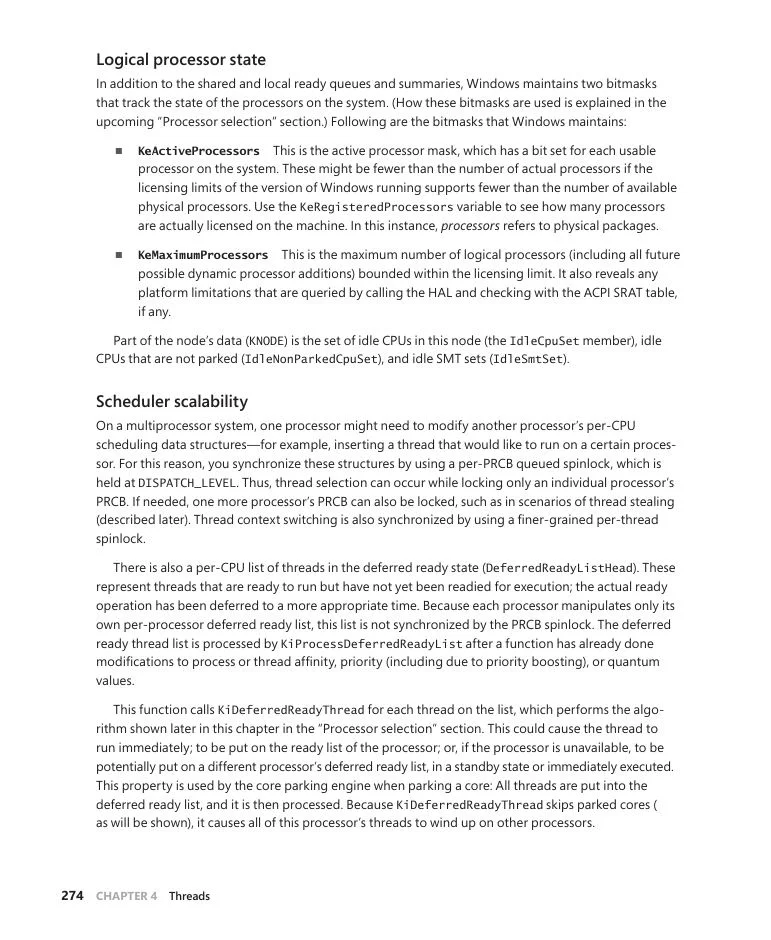 Logical processor state
In addition to the shared and local ready queues and summaries, Windows maintains two bitmasks
that track the state of the processors on the system. (How these bitmasks are used is explained in the
upcoming “Processor selection” section.) Following are the bitmasks that Windows maintains:
■ KeActiveProcessors This is the active processor mask, which has a bit set for each usable
processor on the system. These might be fewer than the number of actual processors if the
licensing limits of the version of Windows running supports fewer than the number of available
physical processors. Use the KeRegisteredProcessors variable to see how many processors
are actually licensed on the machine. In this instance, processors refers to physical packages.
■ KeMaximumProcessors This is the maximum number of logical processors (including all future
possible dynamic processor additions) bounded within the licensing limit. It also reveals any
platform limitations that are queried by calling the HAL and checking with the ACPI SRAT table,
if any.
Part of the node’s data (KNODE) is the set of idle CPUs in this node (the IdleCpuSet member), idle
CPUs that are not parked (IdleNonParkedCpuSet), and idle SMT sets (IdleSmtSet).
Scheduler scalability
On a multiprocessor system, one processor might need to modify another processor’s per-CPU
scheduling data structures—for example, inserting a thread that would like to run on a certain proces-
sor. For this reason, you synchronize these structures by using a per-PRCB queued spinlock, which is
held at DISPATCH_LEVEL. Thus, thread selection can occur while locking only an individual processor’s
PRCB. If needed, one more processor’s PRCB can also be locked, such as in scenarios of thread stealing
(described later). Thread context switching is also synchronized by using a finer-grained per-thread
spinlock.
There is also a per-CPU list of threads in the deferred ready state (DeferredReadyListHead). These
represent threads that are ready to run but have not yet been readied for execution; the actual ready
operation has been deferred to a more appropriate time. Because each processor manipulates only its
own per-processor deferred ready list, this list is not synchronized by the PRCB spinlock. The deferred
ready thread list is processed by KiProcessDeferredReadyList after a function has already done
modifications to process or thread affinity, priority (including due to priority boosting), or quantum
values.
This function calls KiDeferredReadyThread for each thread on the list, which performs the algo-
rithm shown later in this chapter in the “Processor selection” section. This could cause the thread to
run immediately; to be put on the ready list of the processor; or, if the processor is unavailable, to be
potentially put on a different processor’s deferred ready list, in a standby state or immediately executed.
This property is used by the core parking engine when parking a core: All threads are put into the
deferred ready list, and it is then processed. Because KiDeferredReadyThread skips parked cores (
as will be shown), it causes all of this processor’s threads to wind up on other processors.
274 CHAPTER 4 Threads